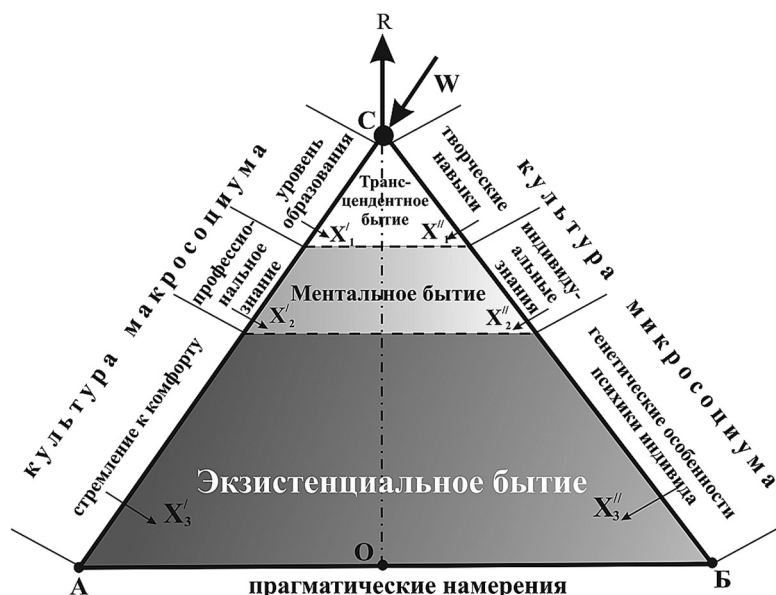 R
W
С
культура макросоциума
культура микросоциума
уровень
образования
творческие
навыки
Транс-
цендентное
бытие
X′1
X″1
профессио-
нальное
знание
индивиду-
альные
знания
Ментальное бытие
X′2
X″2
стремление к комфорту
генетические особенности
психики индивида
Экзистенциальное бытие
X′3
X″3
А
О
Б
прагматические намерения